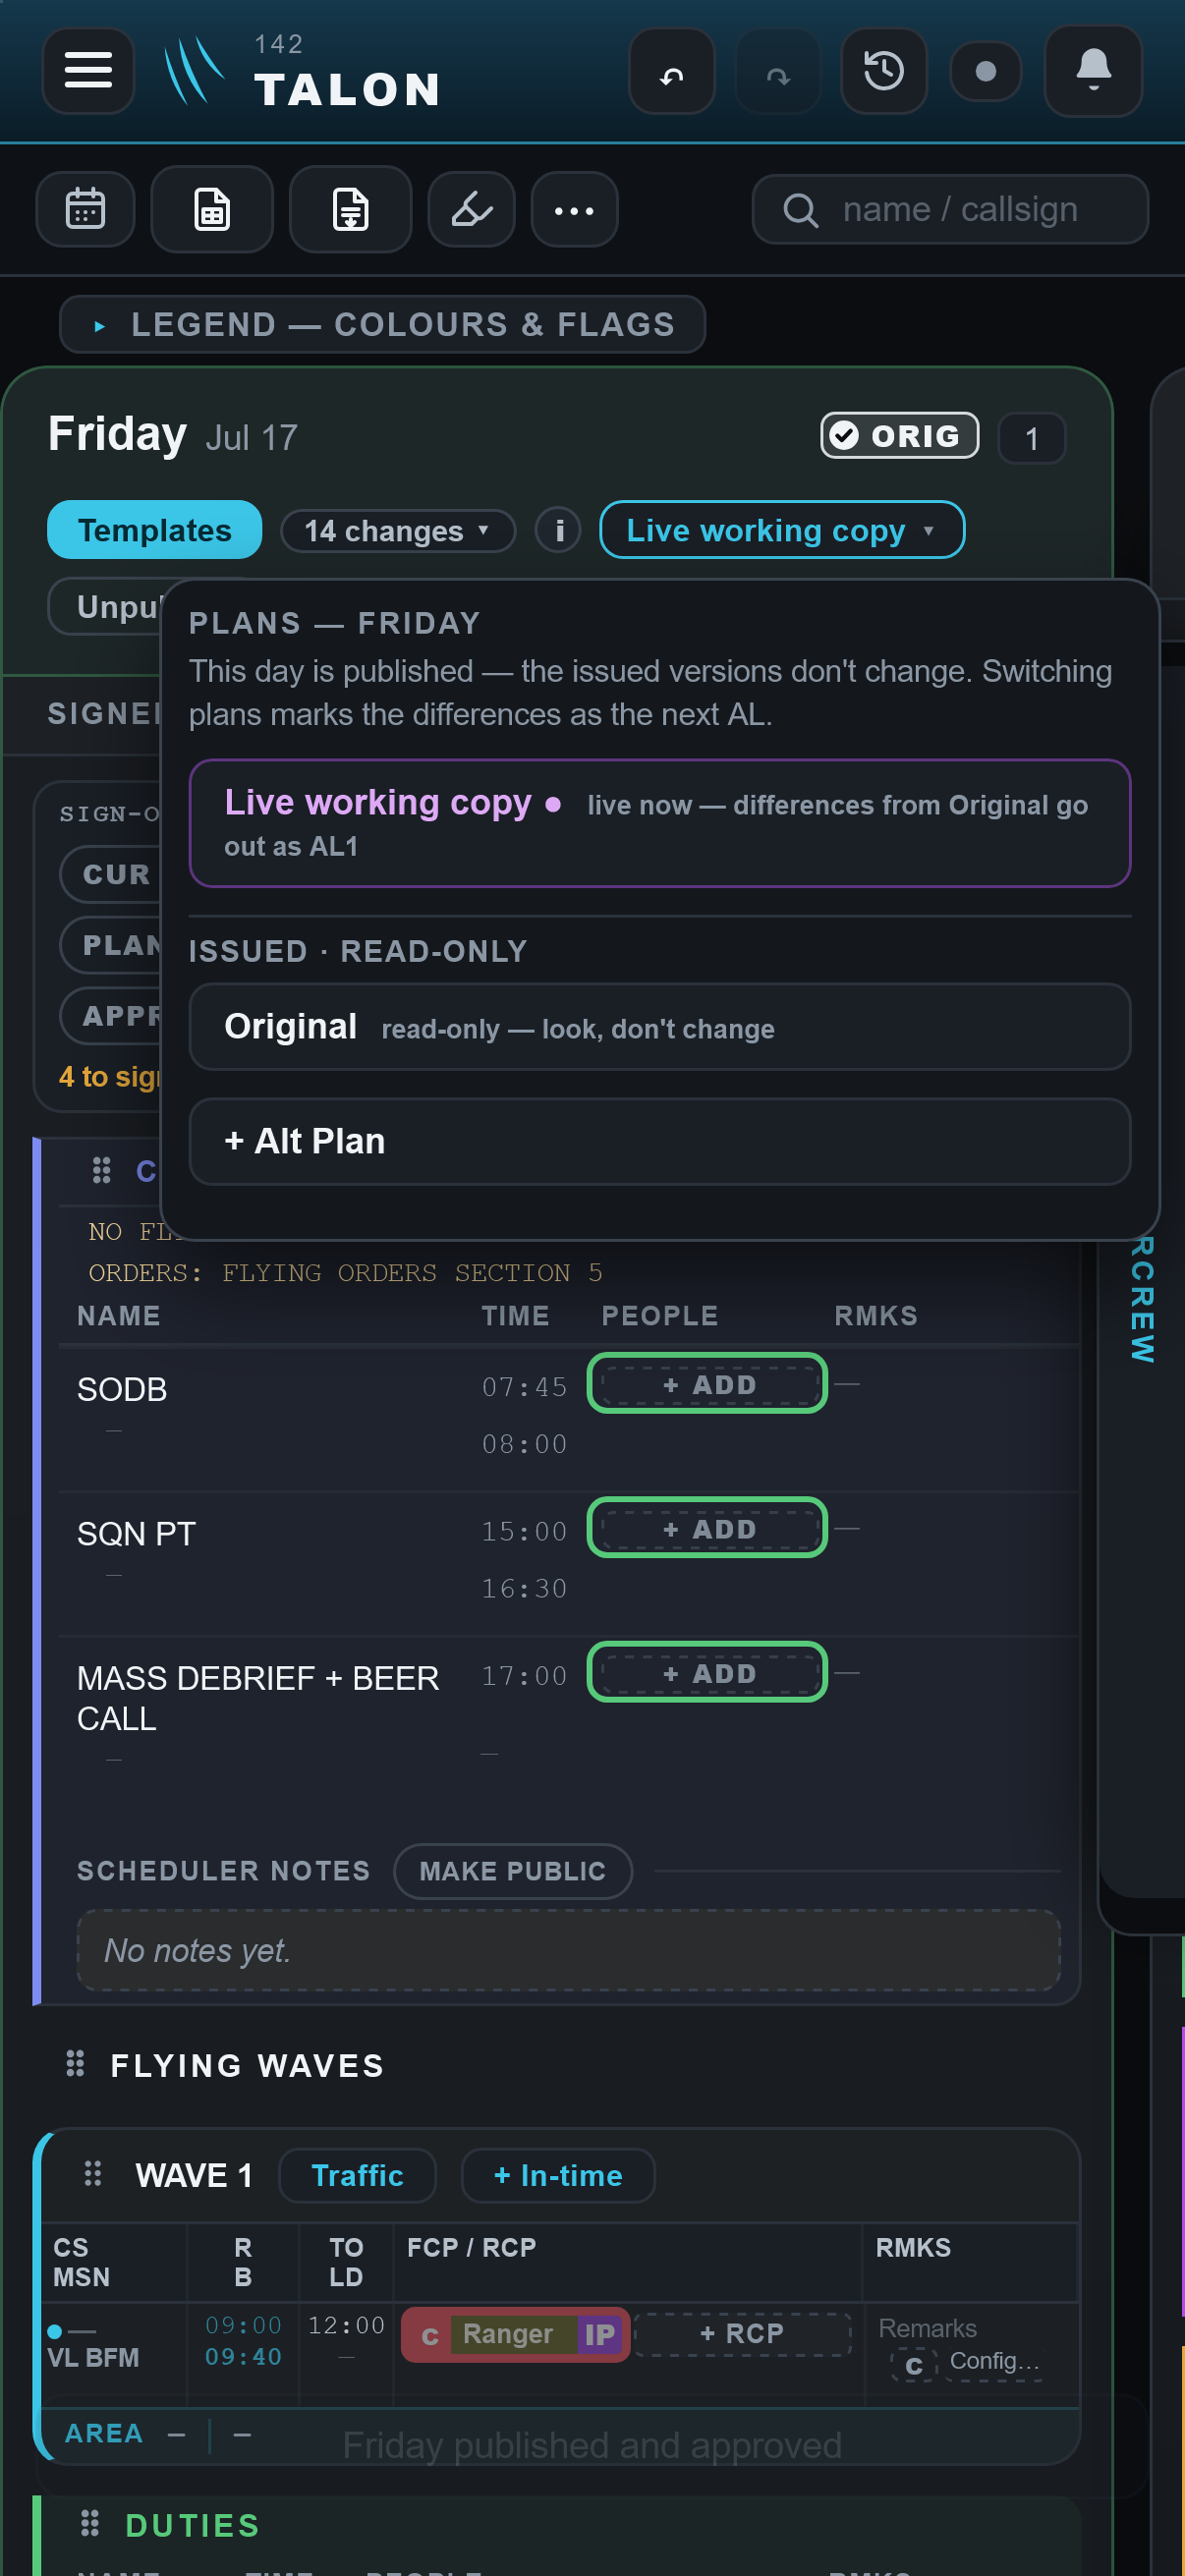 142
TALON
name / callsign
LEGEND — COLOURS & FLAGS
Friday Jul 17
ORIG 1
Templates 14 changes i Live working copy
PLANS — FRIDAY
This day is published — the issued versions don't change. Switching
plans marks the differences as the next AL.
Live working copy ● live now — differences from Original go
out as AL1
ISSUED · READ-ONLY
Original read-only — look, don't change
+ Alt Plan
CUR
4 to sign
RCREW
ORDERS: FLYING ORDERS SECTION 5
NAME TIME PEOPLE RMKS
SODB 07:45 + ADD —
— 08:00
SQN PT 15:00 + ADD —
— 16:30
MASS DEBRIEF + BEER 17:00 + ADD —
CALL
— —
SCHEDULER NOTES MAKE PUBLIC
No notes yet.
FLYING WAVES
WAVE 1 Traffic + In-time
CS R TO FCP / RCP RMKS
MSN B LD
— 09:00 12:00 C Ranger IP + RCP Remarks
VL BFM 09:40 — C Config...
AREA — | —
Friday published and approved
DUTIES
NAME TIME PEOPLE RMKS